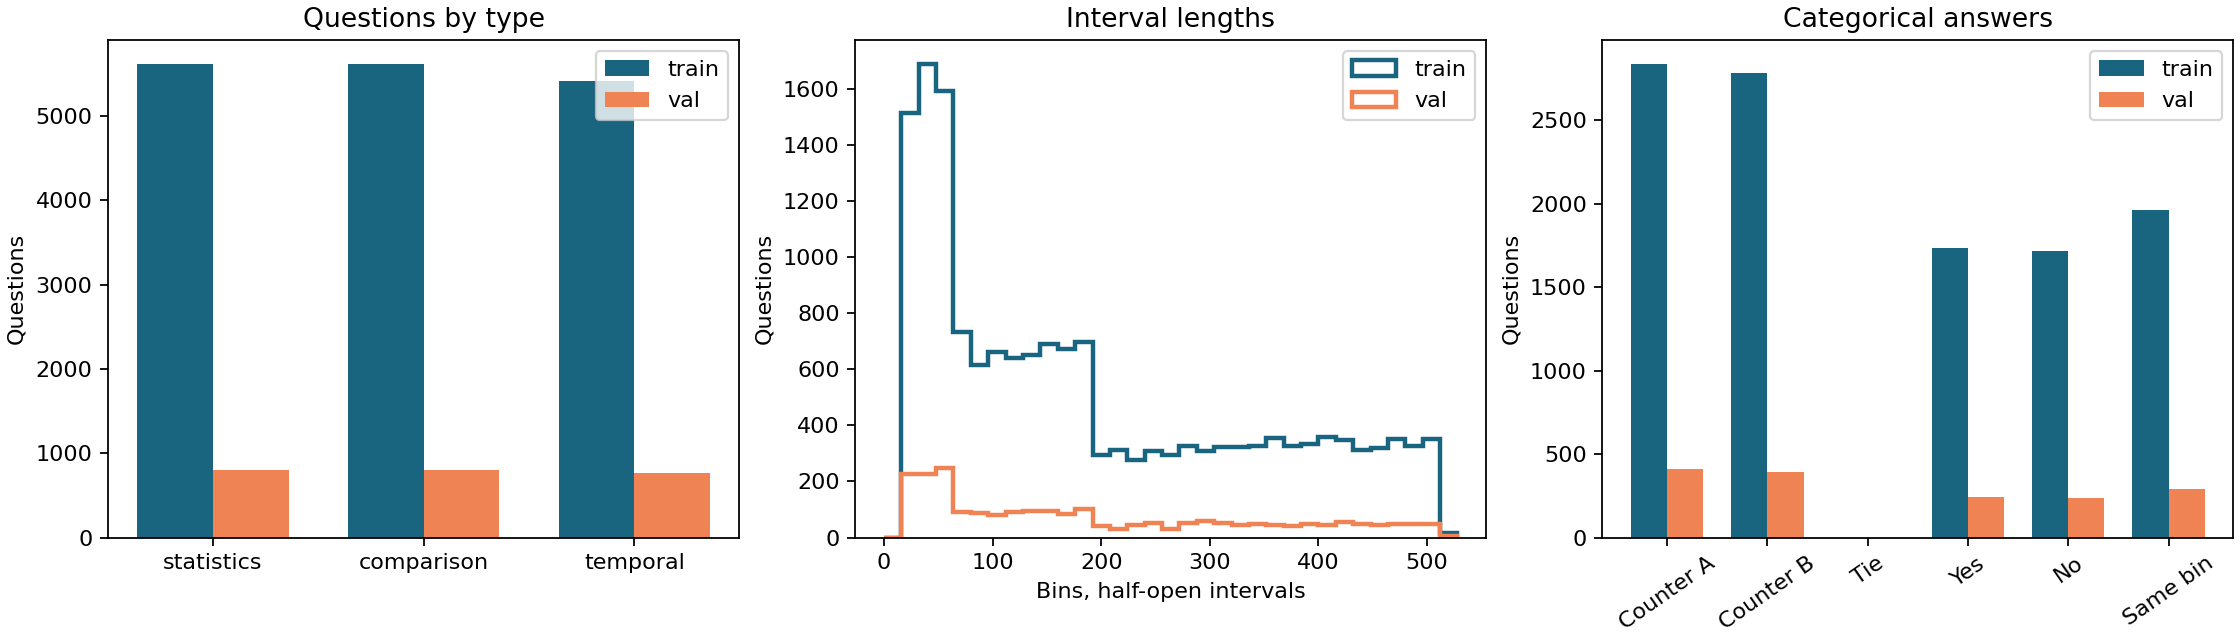 Questions by type
Questions
5000
4000
3000
2000
1000
0
statistics
comparison
temporal
train
val
Interval lengths
Questions
1600
1400
1200
1000
800
600
400
200
0
0
100
200
300
400
500
Bins, half-open intervals
train
val
Categorical answers
Questions
2500
2000
1500
1000
500
0
Counter A
Counter B
Tie
Yes
No
Same bin
train
val